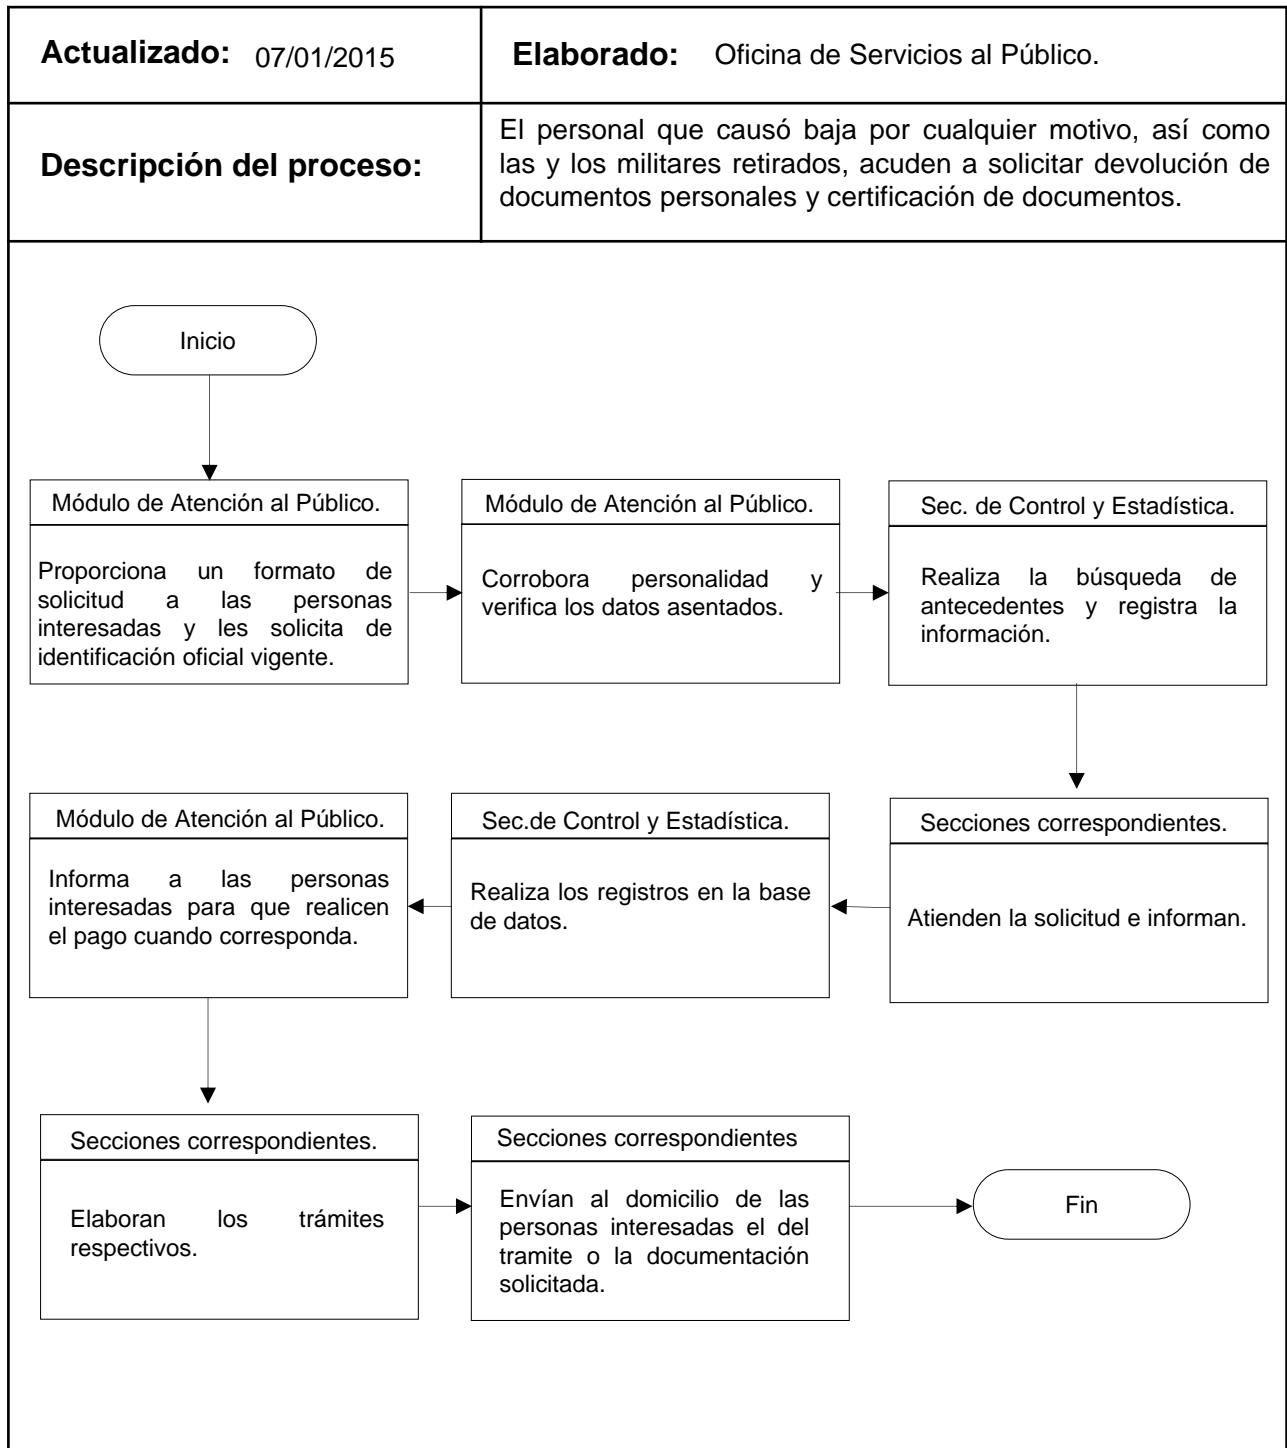 Actualizado: 07/01/2015
Elaborado: Oficina de Servicios al Público.
Descripción del proceso:
El personal que causó baja por cualquier motivo, así como
las y los militares retirados, acuden a solicitar devolución de
documentos personales y certificación de documentos.
Inicio
Módulo de Atención al Público.
Proporciona un formato de
solicitud a las personas
interesadas y les solicita de
identificación oficial vigente.
Módulo de Atención al Público.
Corrobora personalidad y
verifica los datos asentados.
Sec. de Control y Estadística.
Realiza la búsqueda de
antecedentes y registra la
información.
Secciones correspondientes.
Atienden la solicitud e informan.
Sec.de Control y Estadística.
Realiza los registros en la base
de datos.
Módulo de Atención al Público.
Informa a las personas
interesadas para que realicen
el pago cuando corresponda.
Secciones correspondientes.
Elaboran los trámites
respectivos.
Secciones correspondientes
Envían al domicilio de las
personas interesadas el del
tramite o la documentación
solicitada.
Fin